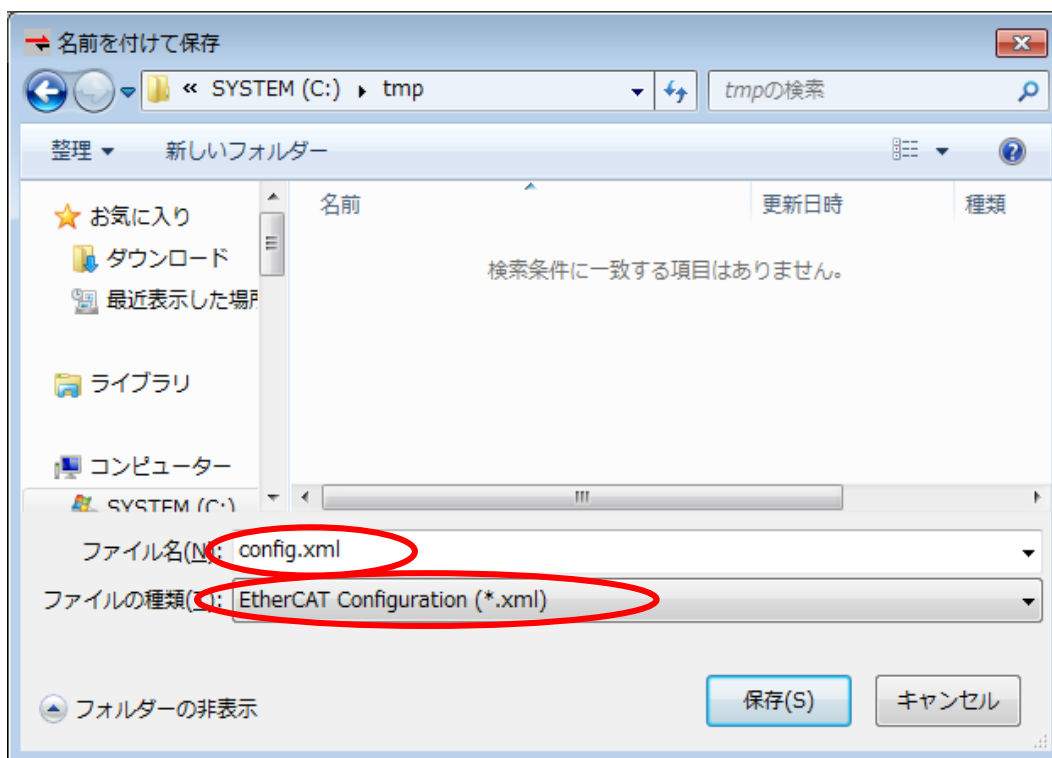 名前を付けて保存
« SYSTEM (C:) ▸ tmp
tmpの検索
整理 ▼ 新しいフォルダー
お気に入り
ダウンロード
最近表示した場所
ライブラリ
コンピューター
SYSTEM (C:)
名前 更新日時 種類
検索条件に一致する項目はありません。
ファイル名(N): config.xml
ファイルの種類(T): EtherCAT Configuration (*.xml)
フォルダーの非表示
保存(S) キャンセル